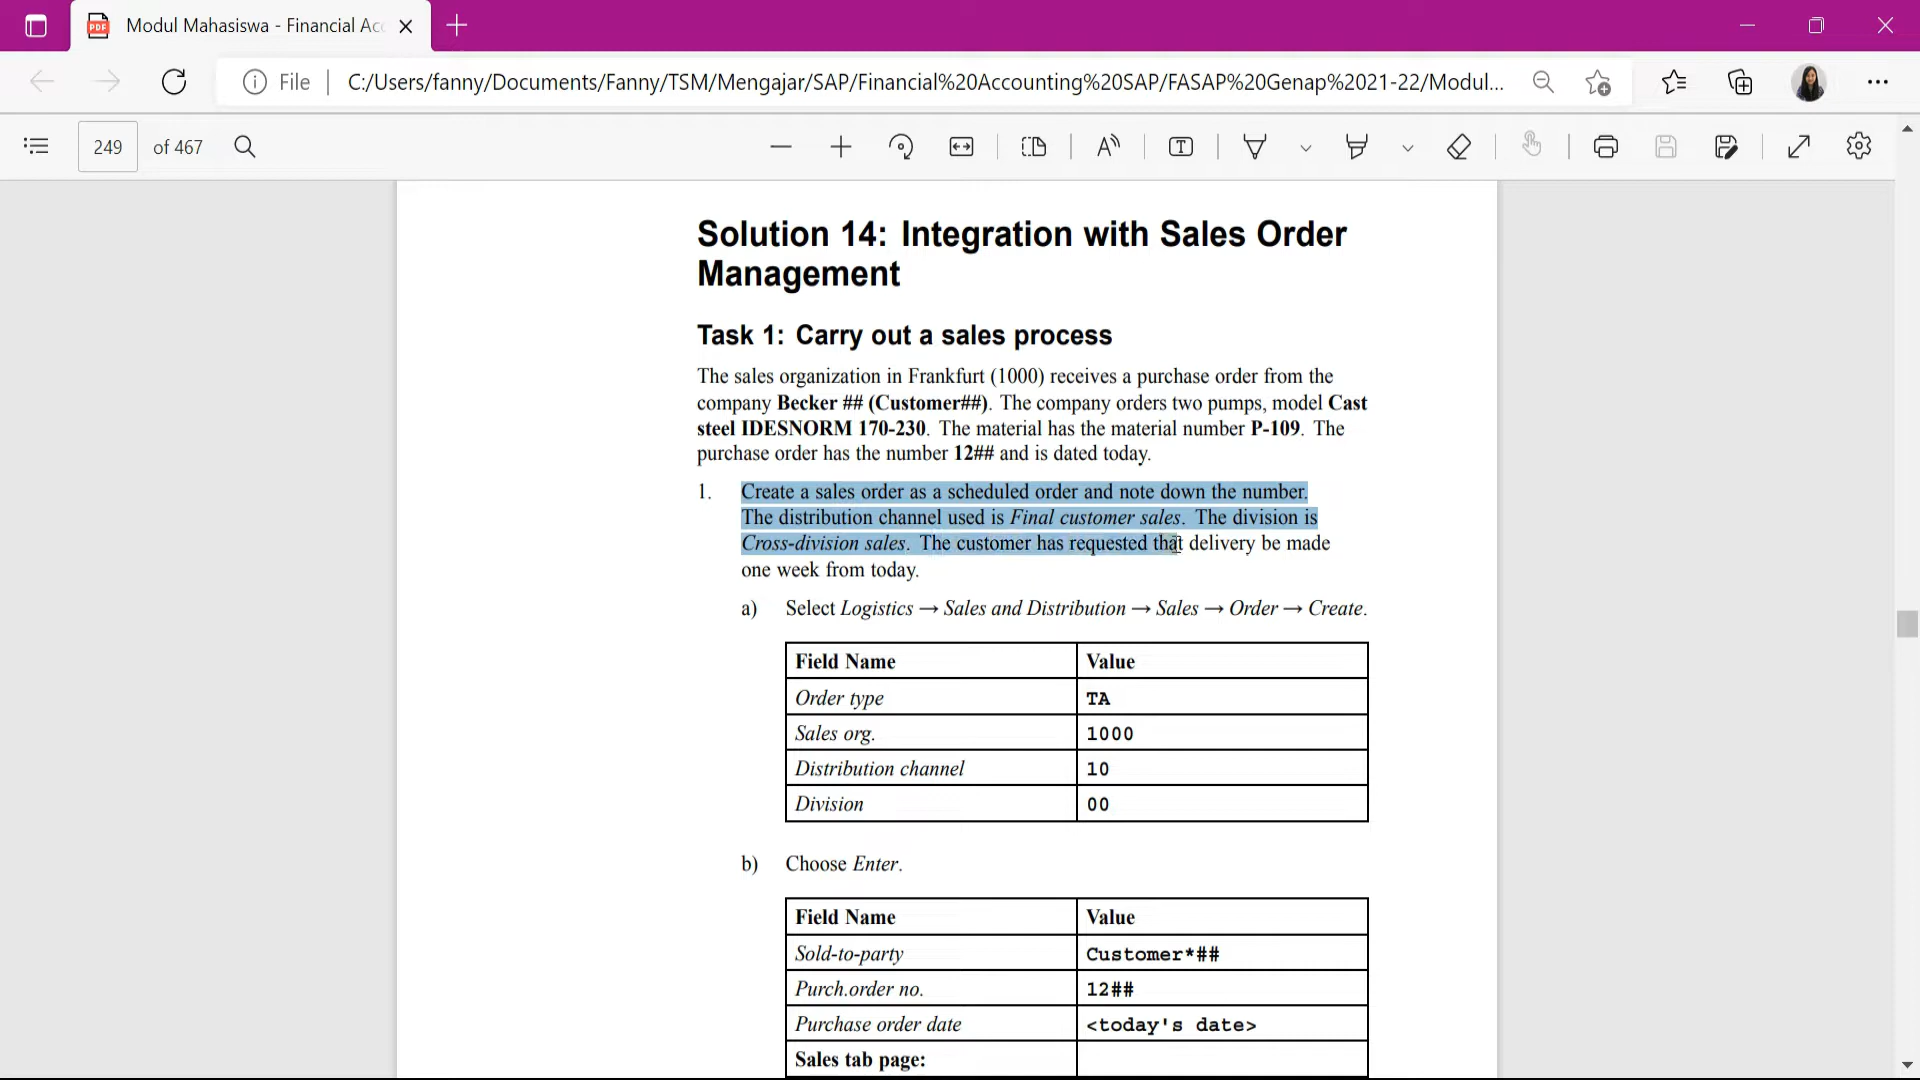 Modul Mahasiswa - Financial Acc
File
C:/Users/fanny/Documents/Fanny/TSM/Mengajar/SAP/Financial%20Accounting%20SAP/FASAP%20Genap%2021-22/Modul...
249 of 467
Solution 14: Integration with Sales Order
Management
Task 1: Carry out a sales process
The sales organization in Frankfurt (1000) receives a purchase order from the
company Becker ## (Customer##). The company orders two pumps, model Cast
steel IDESNORM 170-230. The material has the material number P-109. The
purchase order has the number 12## and is dated today.
1. Create a sales order as a scheduled order and note down the number.
The distribution channel used is Final customer sales. The division is
Cross-division sales. The customer has requested that delivery be made
one week from today.
a) Select Logistics → Sales and Distribution → Sales → Order → Create.
Field Name Value
Order type TA
Sales org. 1000
Distribution channel 10
Division 00
b) Choose Enter.
Field Name Value
Sold-to-party Customer*##
Purch.order no. 12##
Purchase order date <today's date>
Sales tab page: